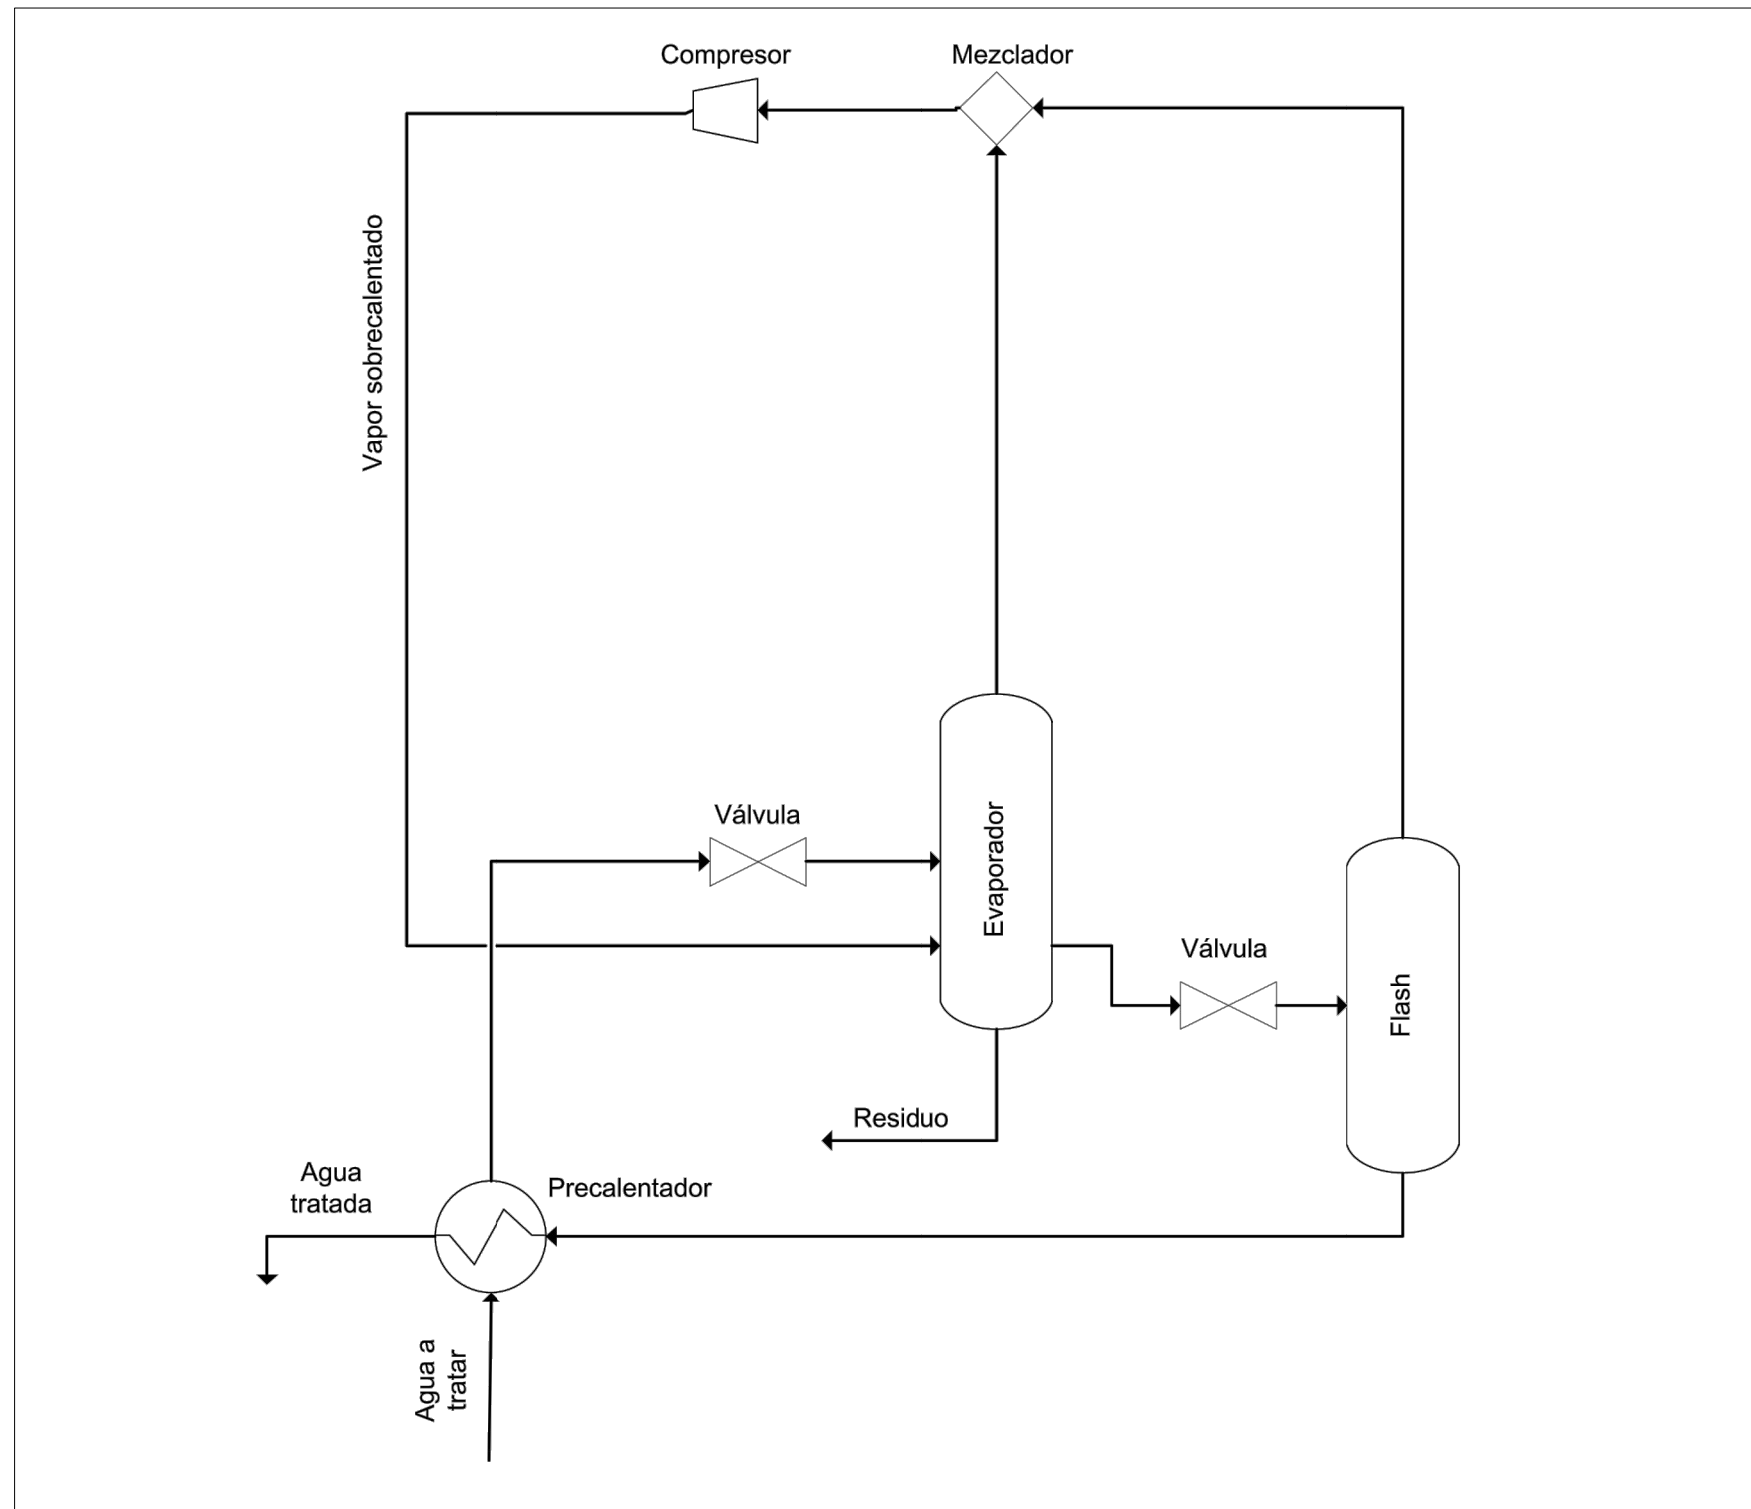 Compresor
Mezclador
Vapor sobrecalentado
Válvula
Evaporador
Válvula
Flash
Residuo
Agua
tratada
Precalentador
Agua a
tratar